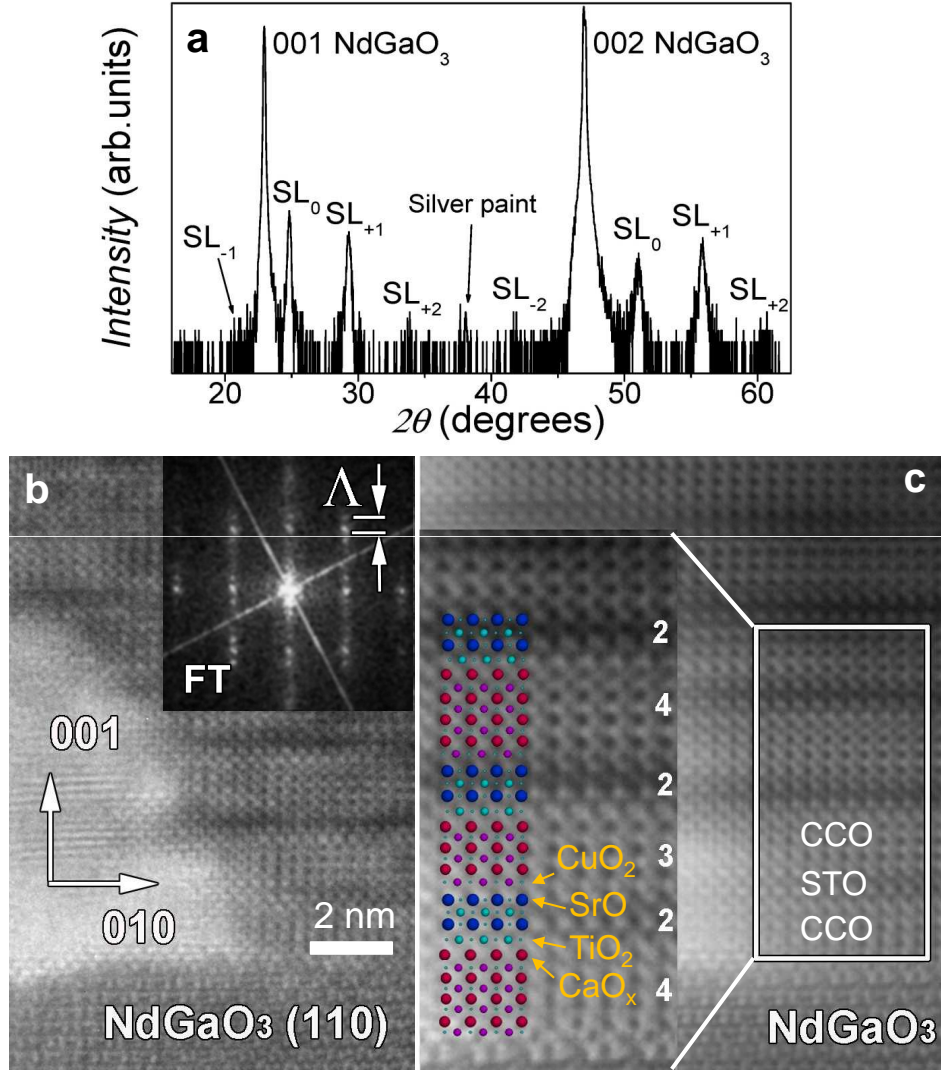 a
001 NdGaO₃
002 NdGaO₃
Intensity (arb.units)
SL₋₁
SL₀
SL₊₁
SL₊₂
Silver paint
SL₋₂
SL₀
SL₊₁
SL₊₂
20 30 40 50 60
2θ (degrees)
b
Λ
FT
001
010
2 nm
NdGaO₃ (110)
c
2
4
2
3
2
4
CuO₂
SrO
TiO₂
CaOₓ
CCO
STO
CCO
NdGaO₃